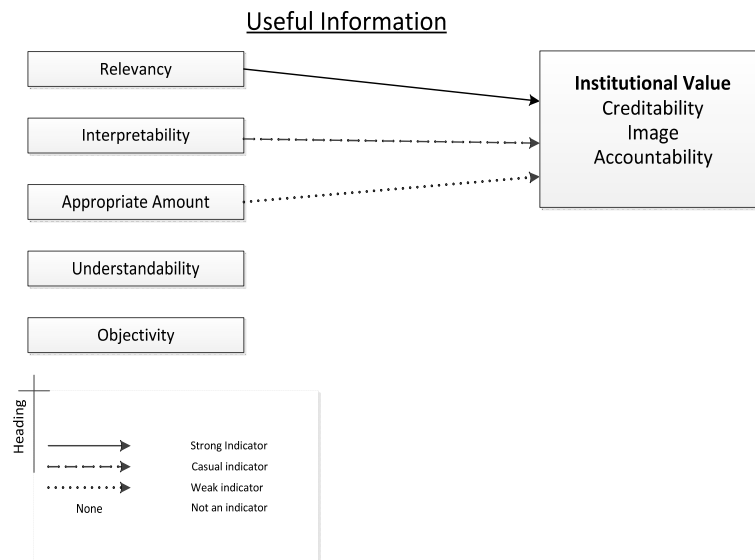 Useful Information
Relevancy
Interpretability
Appropriate Amount
Understandability
Objectivity
Institutional Value
Creditability
Image
Accountability
Heading
Strong Indicator
Casual indicator
Weak indicator
None Not an indicator